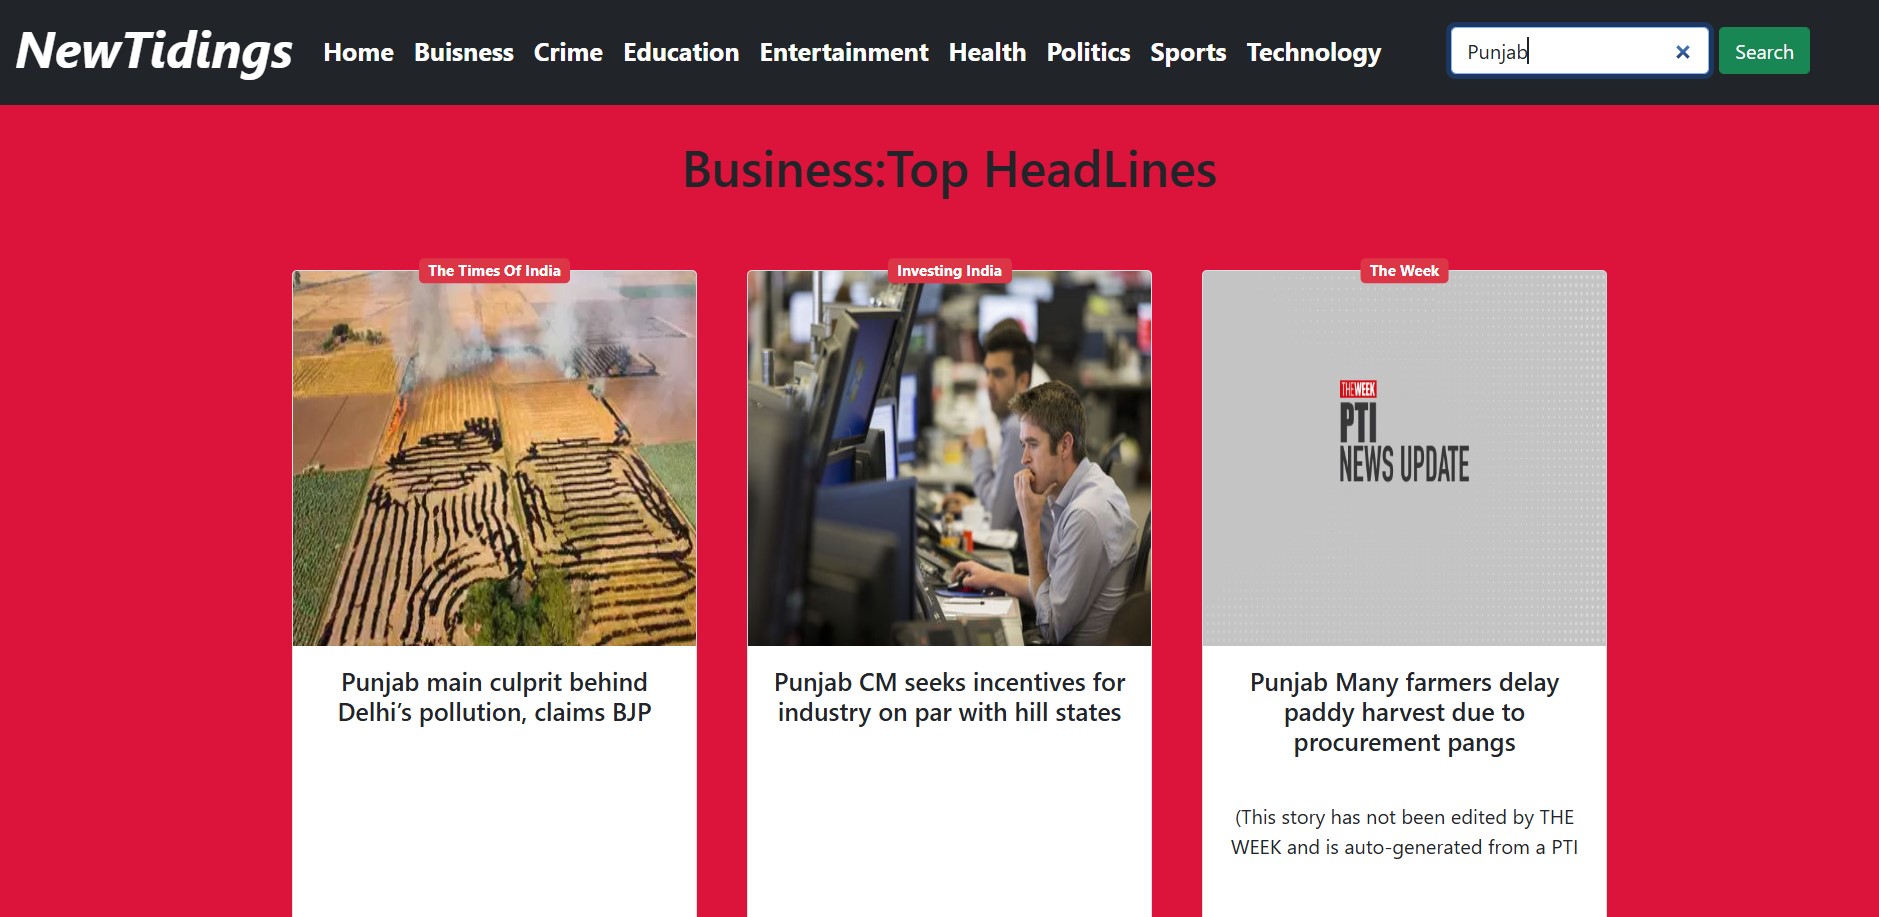 NewTidings Home Buisness Crime Education Entertainment Health Politics Sports Technology Punjab Search
Business:Top HeadLines
The Times Of India
Punjab main culprit behind
Delhi’s pollution, claims BJP
Investing India
Punjab CM seeks incentives for
industry on par with hill states
The Week
THEWEEK
PTI
NEWS UPDATE
Punjab Many farmers delay
paddy harvest due to
procurement pangs
(This story has not been edited by THE
WEEK and is auto-generated from a PTI